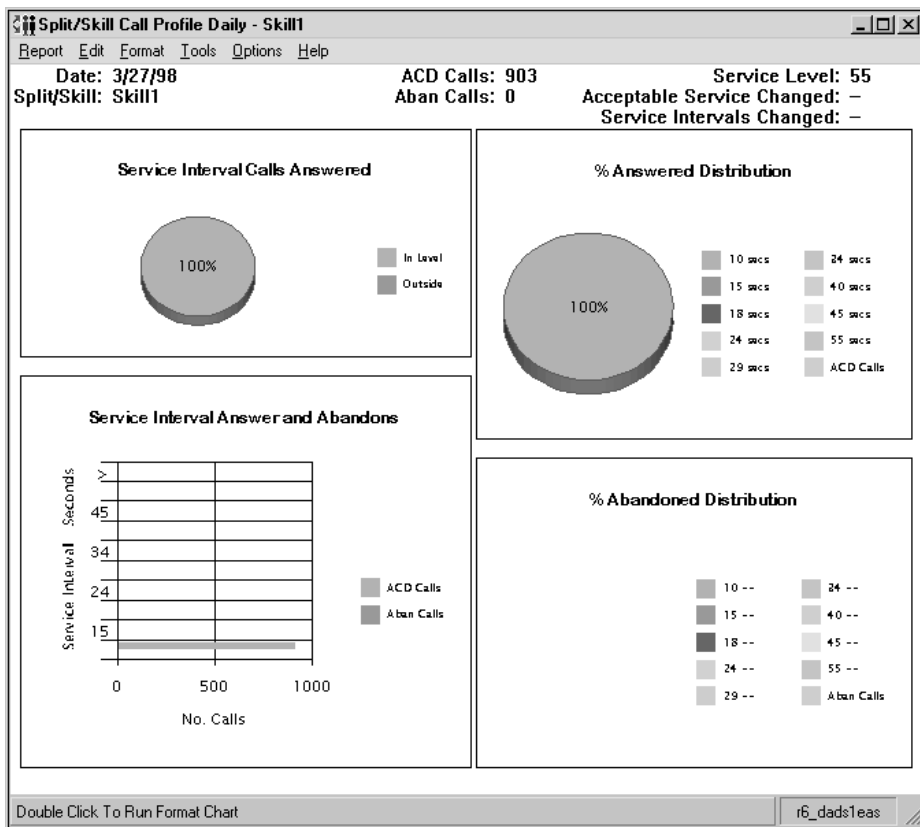 Split/Skill Call Profile Daily - Skill1
Report Edit Format Tools Options Help
Date: 3/27/98 ACD Calls: 903 Service Level: 55
Split/Skill: Skill1 Aban Calls: 0 Acceptable Service Changed: –
Service Intervals Changed: –
Service Interval Calls Answered
100%
In Level
Outside
% Answered Distribution
100%
10 secs 24 secs
15 secs 40 secs
18 secs 45 secs
24 secs 55 secs
29 secs ACD Calls
Service Interval Answer and Abandons
Service Interval Seconds
>
45
34
24
15
0 500 1000
No. Calls
ACD Calls
Aban Calls
% Abandoned Distribution
10 -- 24 --
15 -- 40 --
18 -- 45 --
24 -- 55 --
29 -- Aban Calls
Double Click To Run Format Chart r6_dads1eas